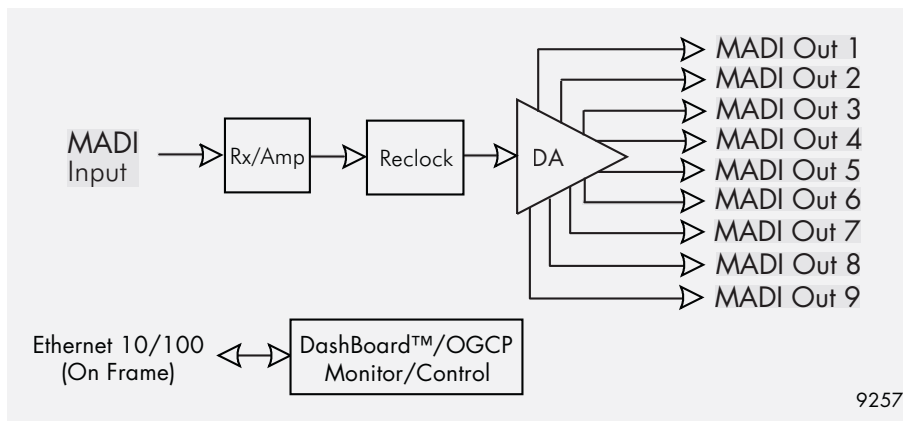 MADI
Input
Rx/Amp
Reclock
DA
MADI Out 1
MADI Out 2
MADI Out 3
MADI Out 4
MADI Out 5
MADI Out 6
MADI Out 7
MADI Out 8
MADI Out 9
Ethernet 10/100
(On Frame)
DashBoard™/OGCP
Monitor/Control
9257